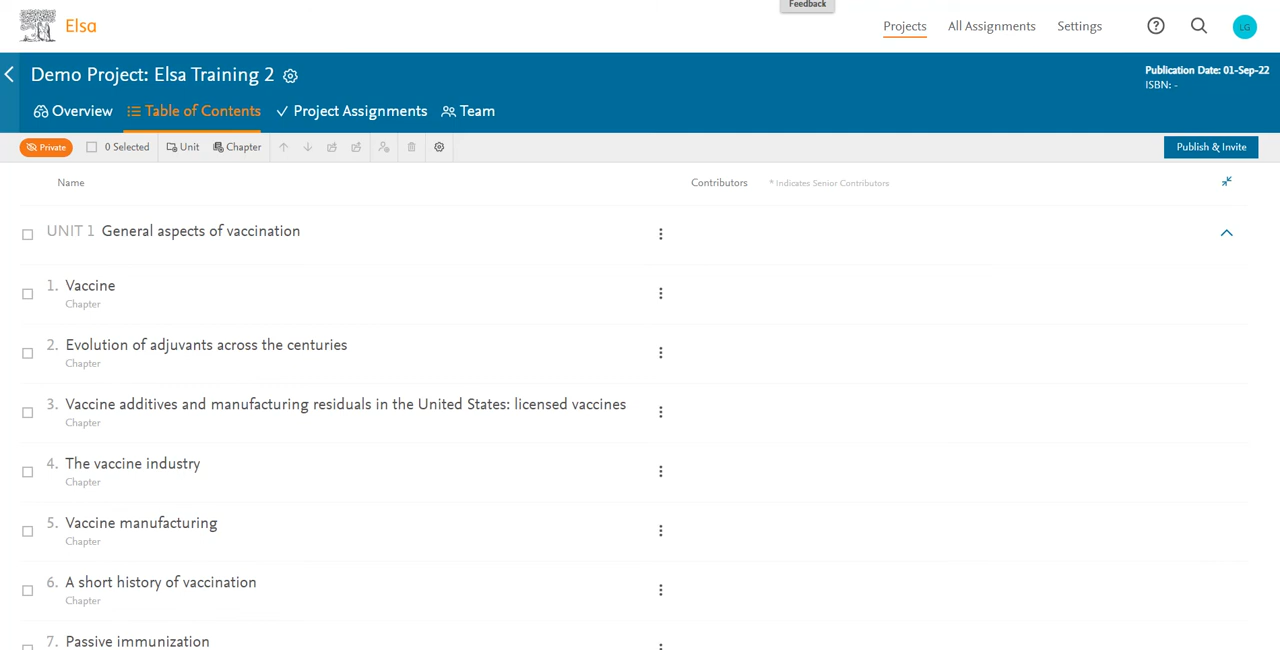 Feedback
Elsa
Projects
All Assignments
Settings
LG
Demo Project: Elsa Training 2
Publication Date: 01-Sep-22
ISBN: -
Overview
Table of Contents
Project Assignments
Team
Private
0 Selected
Unit
Chapter
Publish & Invite
Name
Contributors
* Indicates Senior Contributors
UNIT 1 General aspects of vaccination
1. Vaccine
Chapter
2. Evolution of adjuvants across the centuries
Chapter
3. Vaccine additives and manufacturing residuals in the United States: licensed vaccines
Chapter
4. The vaccine industry
Chapter
5. Vaccine manufacturing
Chapter
6. A short history of vaccination
Chapter
7. Passive immunization